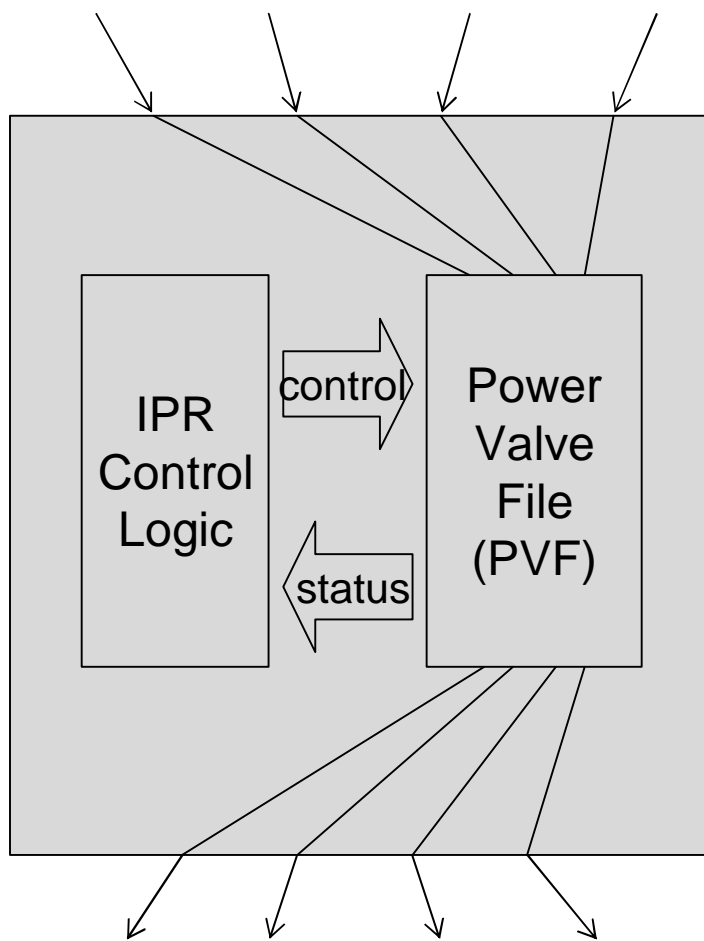 IPR
Control
Logic
control
status
Power
Valve
File
(PVF)